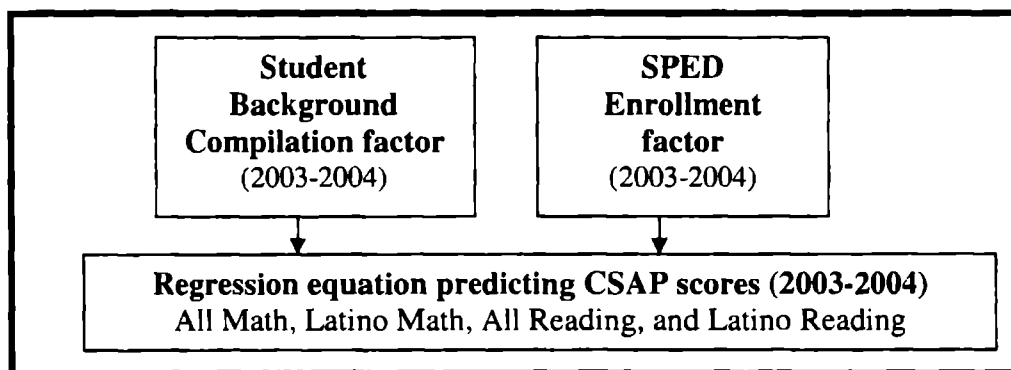 Student
Background
Compilation factor
(2003-2004)
SPED
Enrollment
factor
(2003-2004)
Regression equation predicting CSAP scores (2003-2004)
All Math, Latino Math, All Reading, and Latino Reading